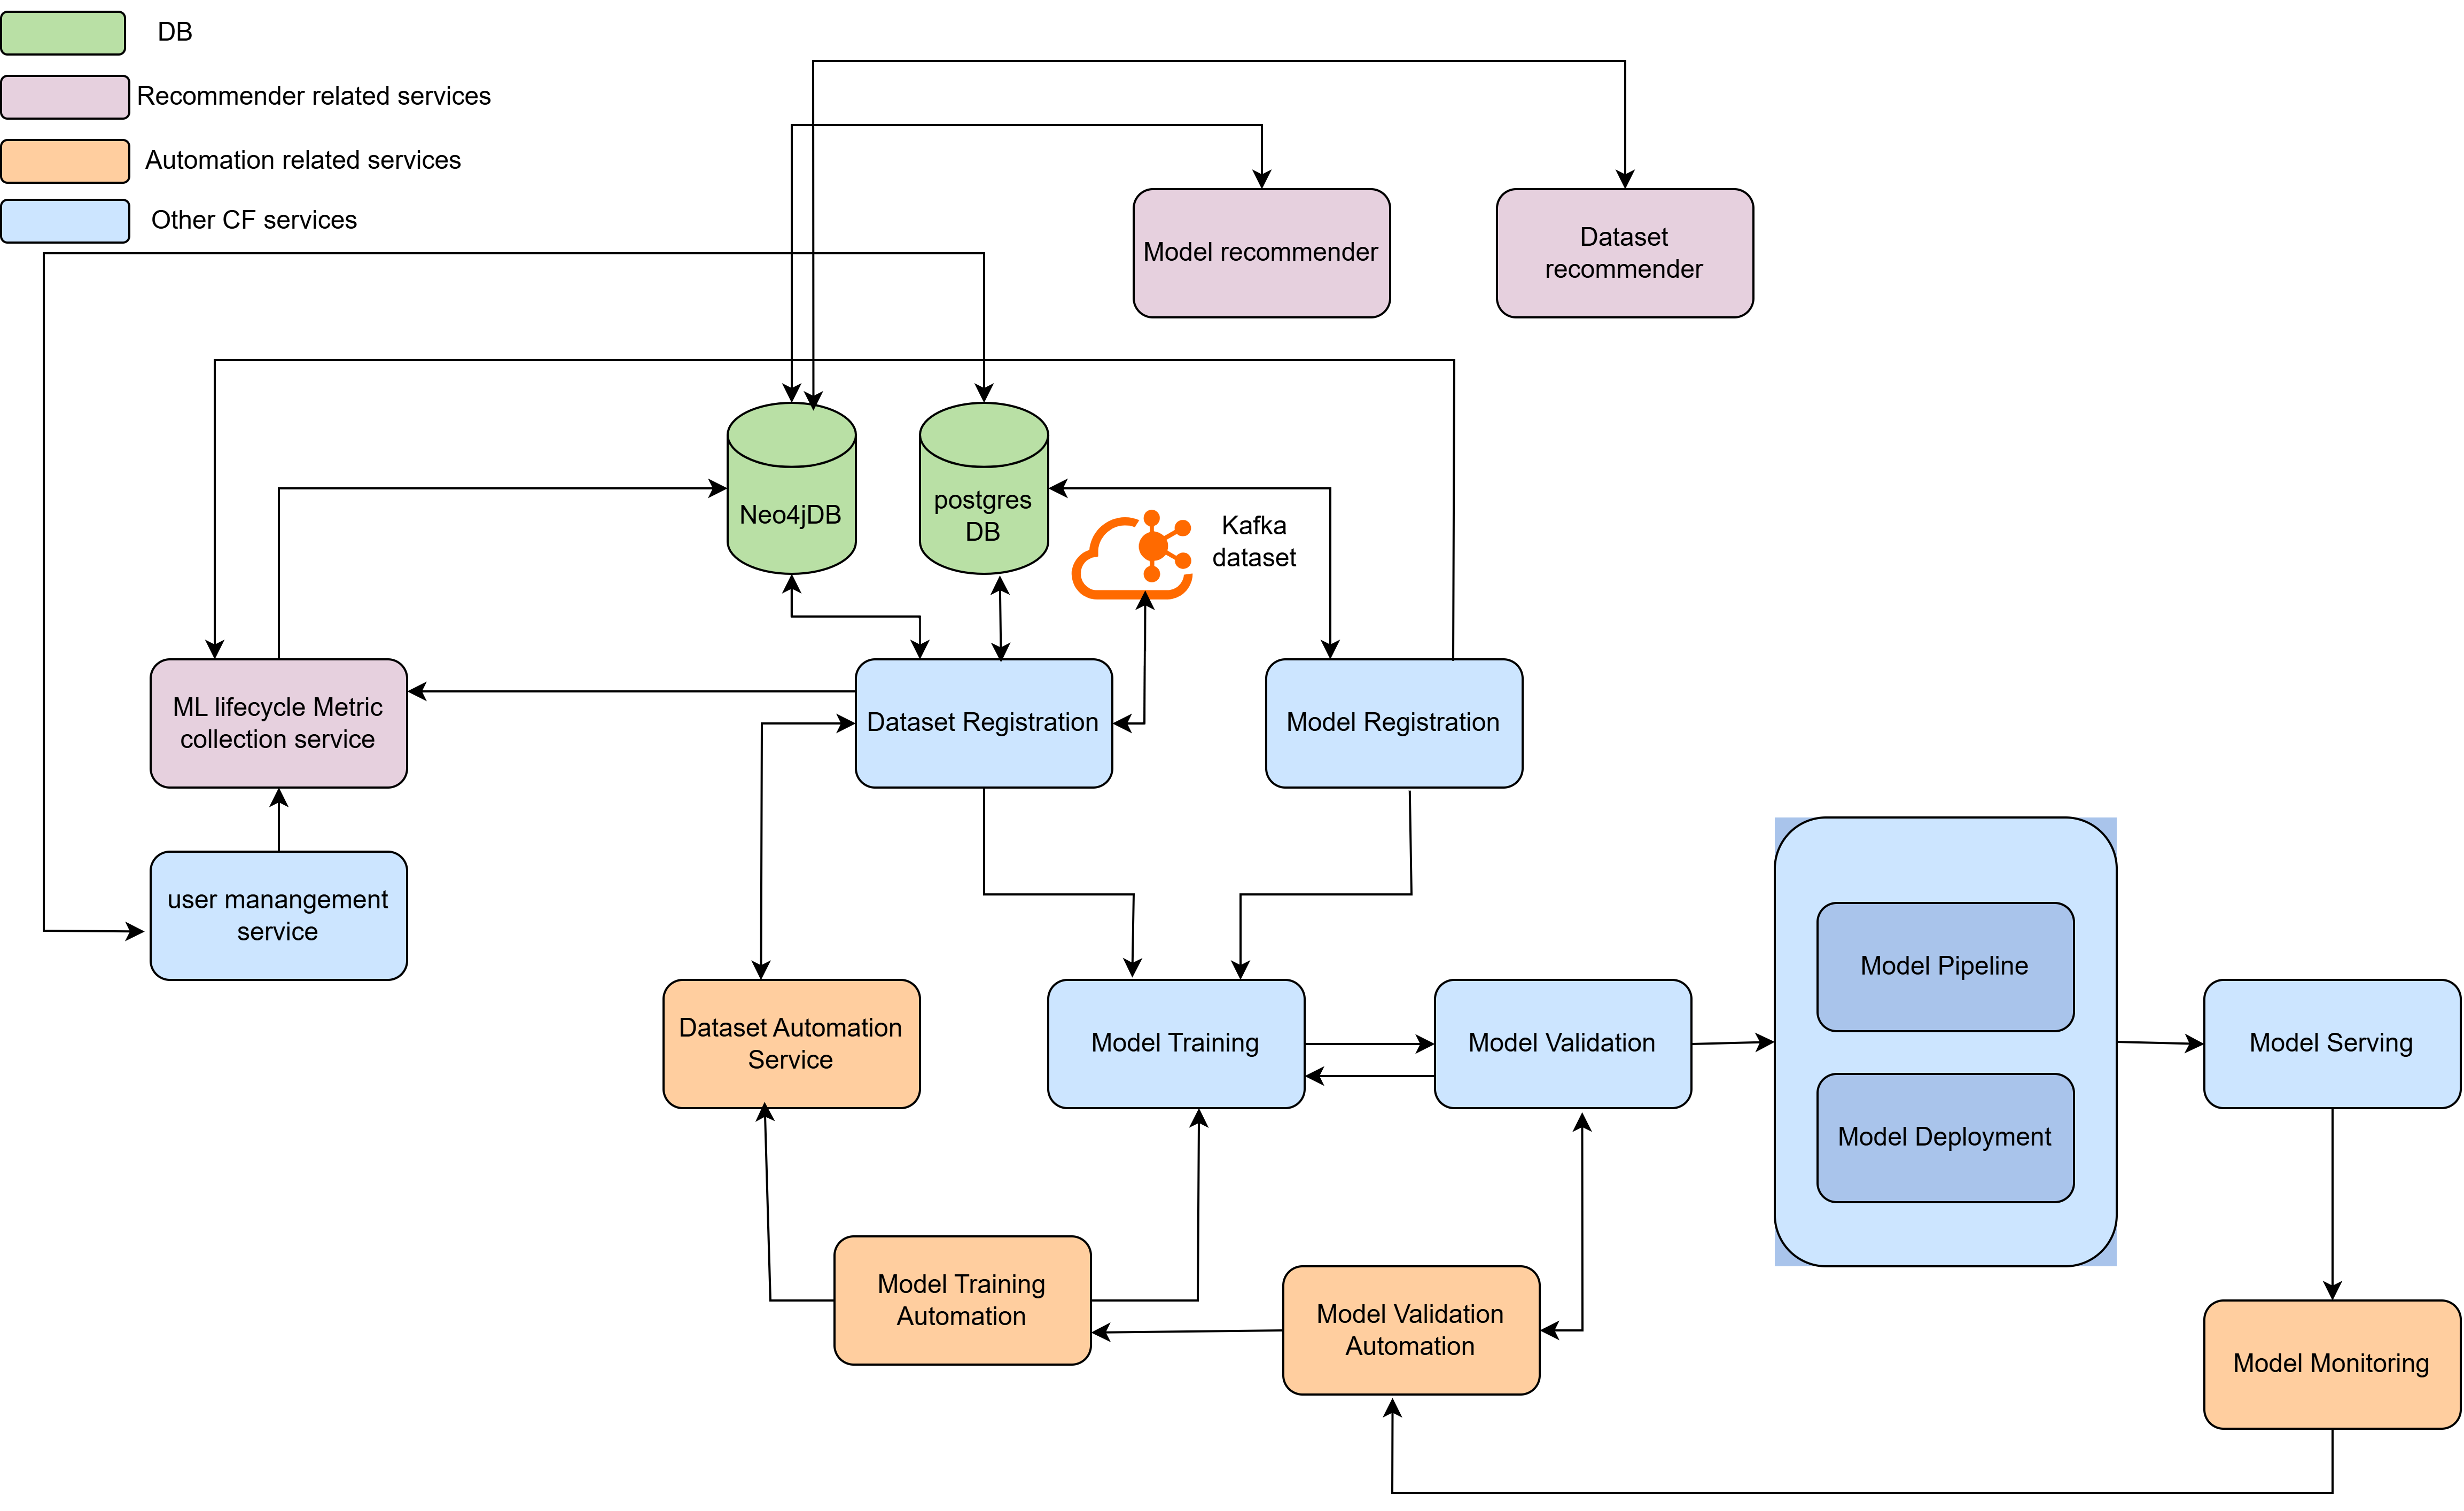 DB
Recommender related services
Automation related services
Other CF services
Model recommender
Dataset
recommender
Neo4jDB
postgres
DB
Kafka
dataset
ML lifecycle Metric
collection service
Dataset Registration
Model Registration
user manangement
service
Dataset Automation
Service
Model Training
Model Validation
Model Pipeline
Model Deployment
Model Serving
Model Training
Automation
Model Validation
Automation
Model Monitoring